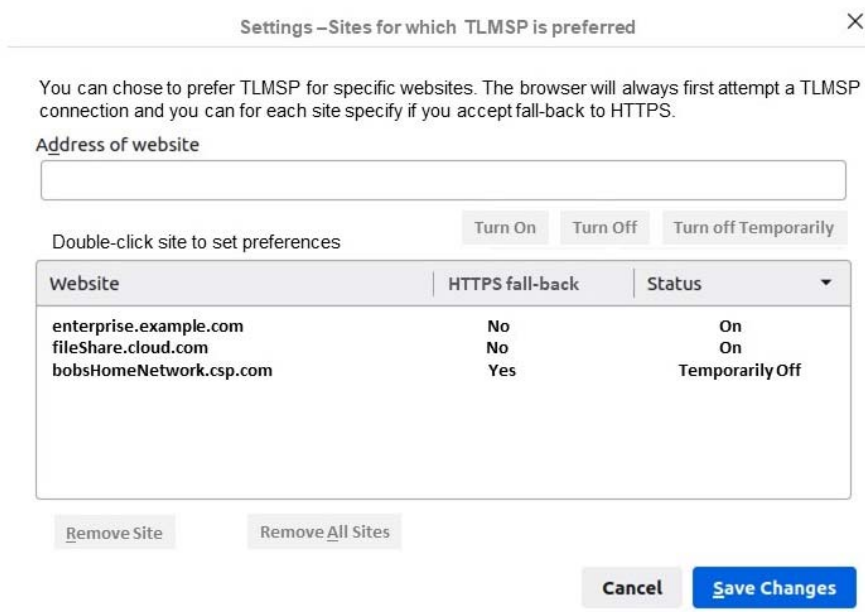 Settings –Sites for which TLMSP is preferred
You can chose to prefer TLMSP for specific websites. The browser will always first attempt a TLMSP
connection and you can for each site specify if you accept fall-back to HTTPS.
Address of website
Turn On Turn Off Turn off Temporarily
Double-click site to set preferences
Website HTTPS fall-back Status
enterprise.example.com No On
fileShare.cloud.com No On
bobsHomeNetwork.csp.com Yes Temporarily Off
Remove Site Remove All Sites
Cancel Save Changes